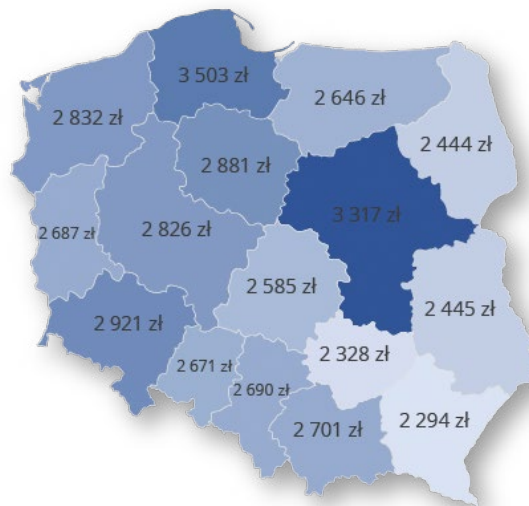 3 503 zł
2 646 zł
2 832 zł
2 444 zł
2 881 zł
3 317 zł
2 826 zł
2 687 zł
2 585 zł
2 445 zł
2 921 zł
2 328 zł
2 671 zł
2 690 zł
2 701 zł
2 294 zł